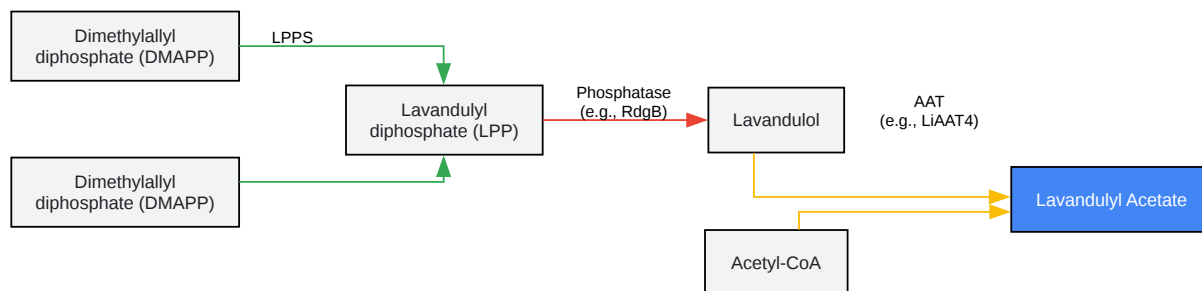 Dimethylallyl
diphosphate (DMAPP)
LPPS
Lavandulyl
diphosphate (LPP)
Phosphatase
(e.g., RdgB)
Lavandulol
AAT
(e.g., LiAAT4)
Dimethylallyl
diphosphate (DMAPP)
Lavandulyl Acetate
Acetyl-CoA